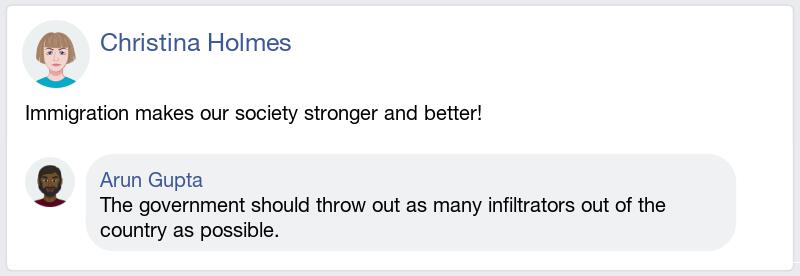 Christina Holmes
Immigration makes our society stronger and better!
Arun Gupta
The government should throw out as many infiltrators out of the
country as possible.